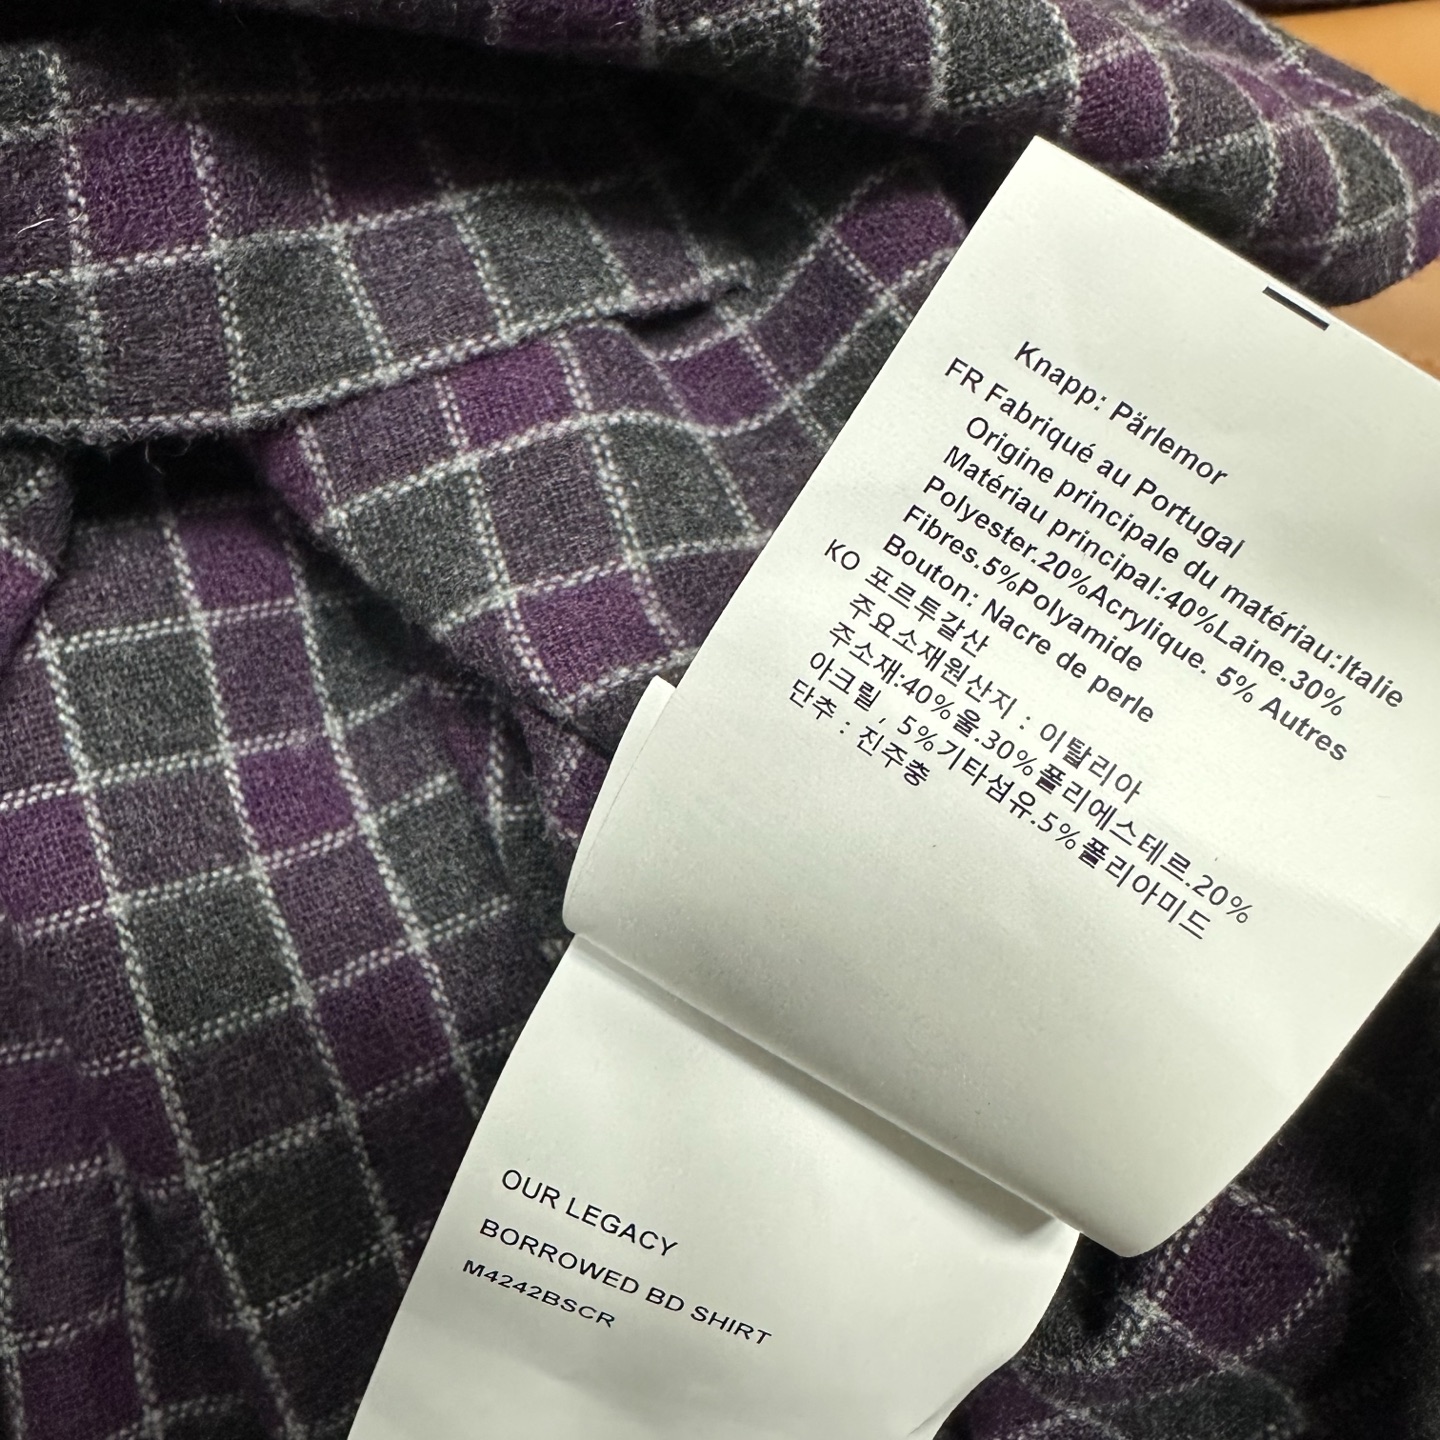 Knapp: Pärlemor
FR Fabriqué au Portugal
Origine principale du matériau:Italie
Matériau principal:40%Laine.30%
Polyester.20%Acrylique. 5% Autres
Fibres.5%Polyamide
Bouton: Nacre de perle
KO 포르투갈산
주요소재원산지 : 이탈리아
주소재:40%울.30%폴리에스테르.20%
아크릴, 5%기타섬유.5%폴리아미드
단추 : 진주층
OUR LEGACY
BORROWED BD SHIRT
M4242BSCR